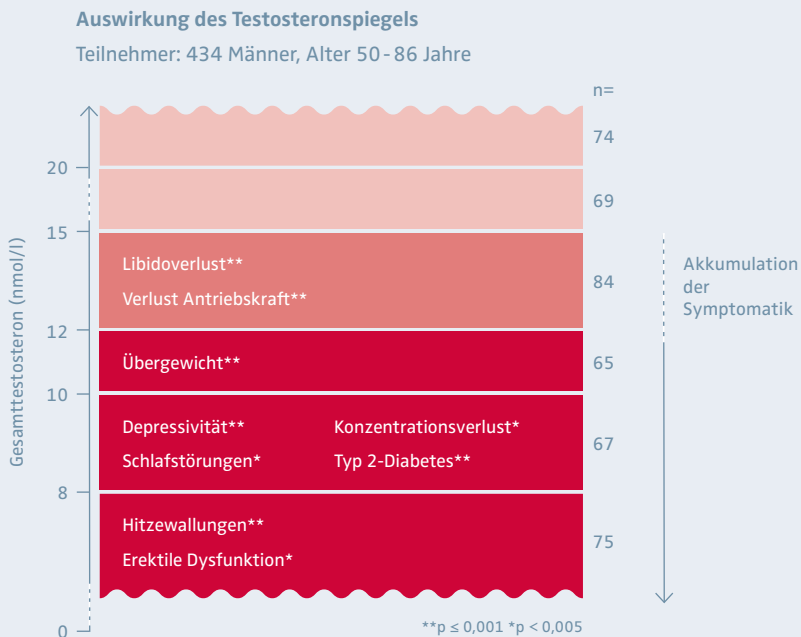 Auswirkung des Testosteronspiegels
Teilnehmer: 434 Männer, Alter 50-86 Jahre
n=
74
20
69
15
Libidoverlust**
Verlust Antriebskraft**
84
Akkumulation
der
Symptomatik
12
Übergewicht**
65
10
Depressivität** Konzentrationsverlust*
Schlafstörungen* Typ 2-Diabetes**
67
8
Hitzewallungen**
Erektile Dysfunktion*
75
0
Gesamttestosteron (nmol/l)
**p ≤ 0,001 *p < 0,005